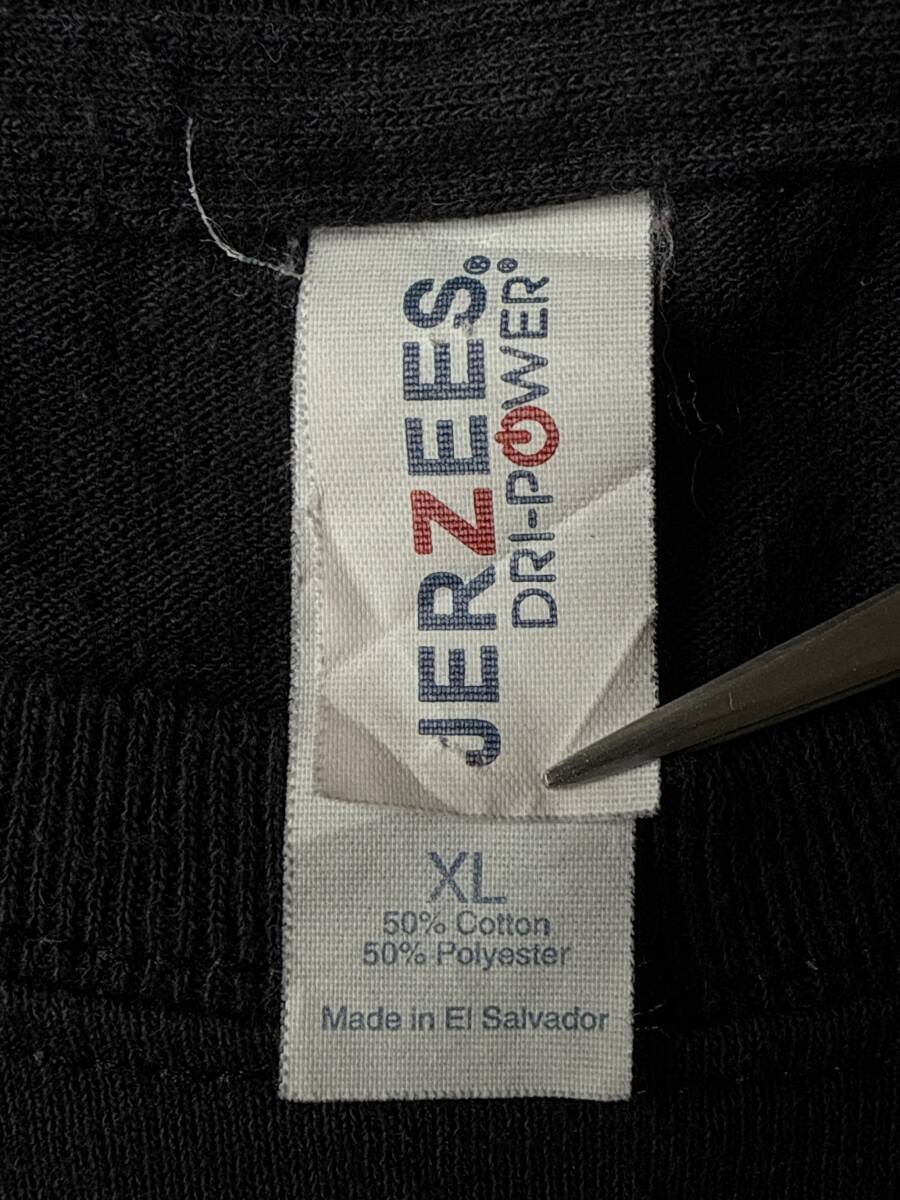 JERZEES®
DRI-POWER®
XL
50% Cotton
50% Polyester
Made in El Salvador